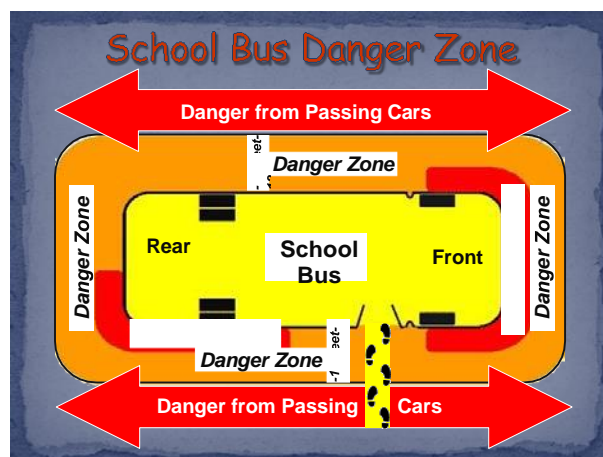 School Bus Danger Zone
Danger from Passing Cars
Danger Zone
Danger Zone
Rear
School
Bus
Front
Danger Zone
Danger Zone
Danger from Passing Cars